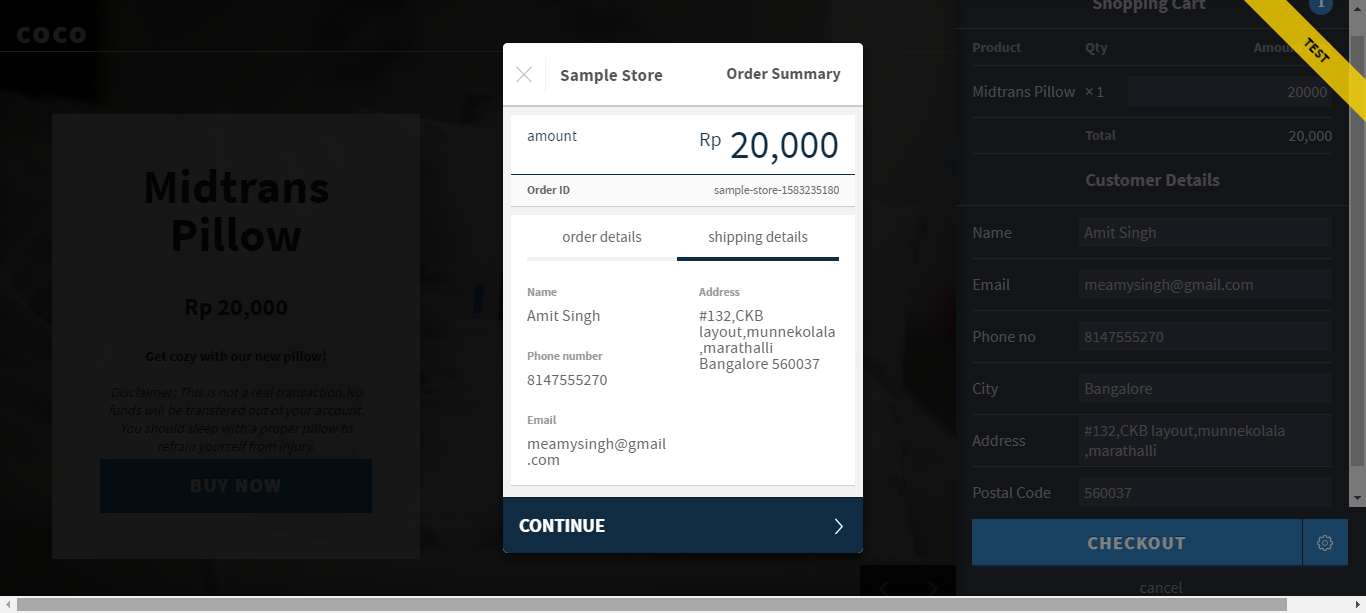 coco
Midtrans
Pillow
Rp 20,000
Get cozy with our new pillow!
Disclaimer: This is not a real transaction.No
funds will be transfered out of your account.
You should sleep with a proper pillow to
refrain yourself from injury.
BUY NOW
Sample Store
Order Summary
amount
Rp 20,000
Order ID
sample-store-1583235180
order details
shipping details
Name
Amit Singh
Phone number
8147555270
Email
meamysingh@gmail
.com
Address
#132,CKB
layout,munnekolala
,marathalli
Bangalore 560037
CONTINUE
Shopping Cart
1
TEST
Product Qty
Midtrans Pillow × 1 20000
Total 20,000
Customer Details
Name Amit Singh
Email meamysingh@gmail.com
Phone no 8147555270
City Bangalore
Address #132,CKB layout,munnekolala
,marathalli
Postal Code 560037
CHECKOUT
cancel